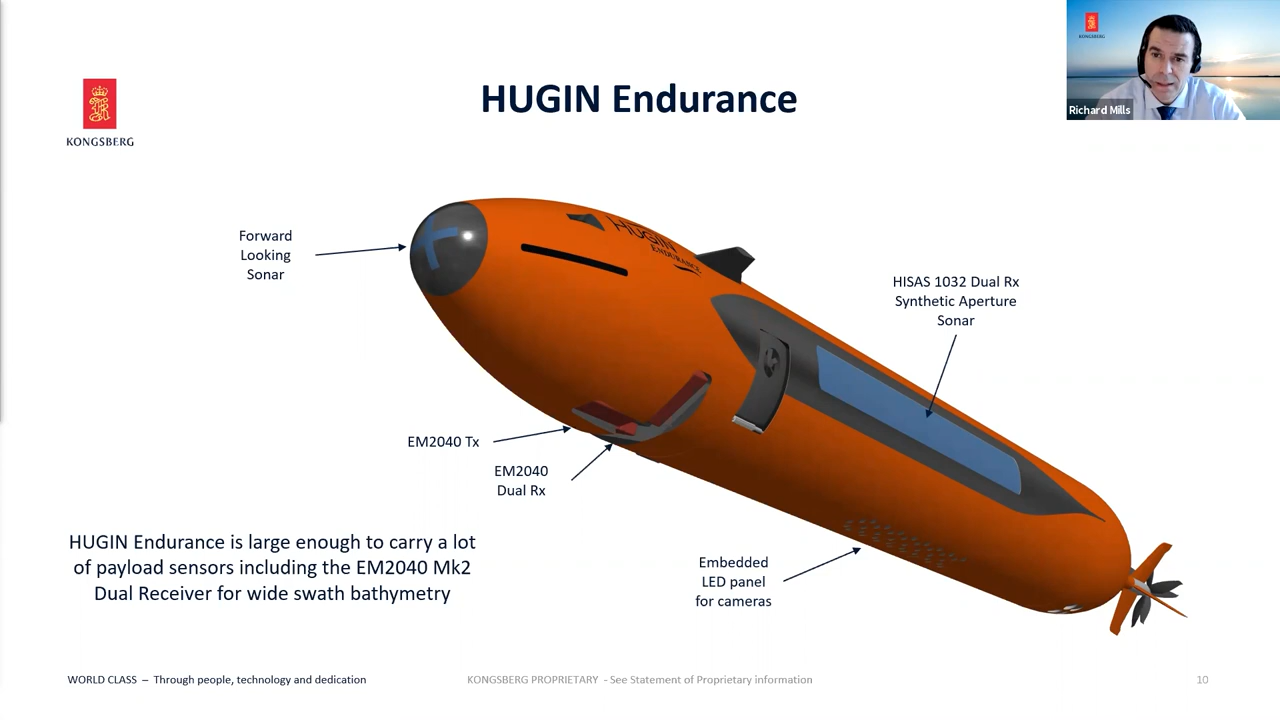 KONGSBERG
HUGIN Endurance
KONGSBERG
Richard Mills
Forward
Looking
Sonar
HUGIN
ENDURANCE
HISAS 1032 Dual Rx
Synthetic Aperture
Sonar
EM2040 Tx
EM2040
Dual Rx
HUGIN Endurance is large enough to carry a lot
of payload sensors including the EM2040 Mk2
Dual Receiver for wide swath bathymetry
Embedded
LED panel
for cameras
WORLD CLASS – Through people, technology and dedication
KONGSBERG PROPRIETARY - See Statement of Proprietary information
10